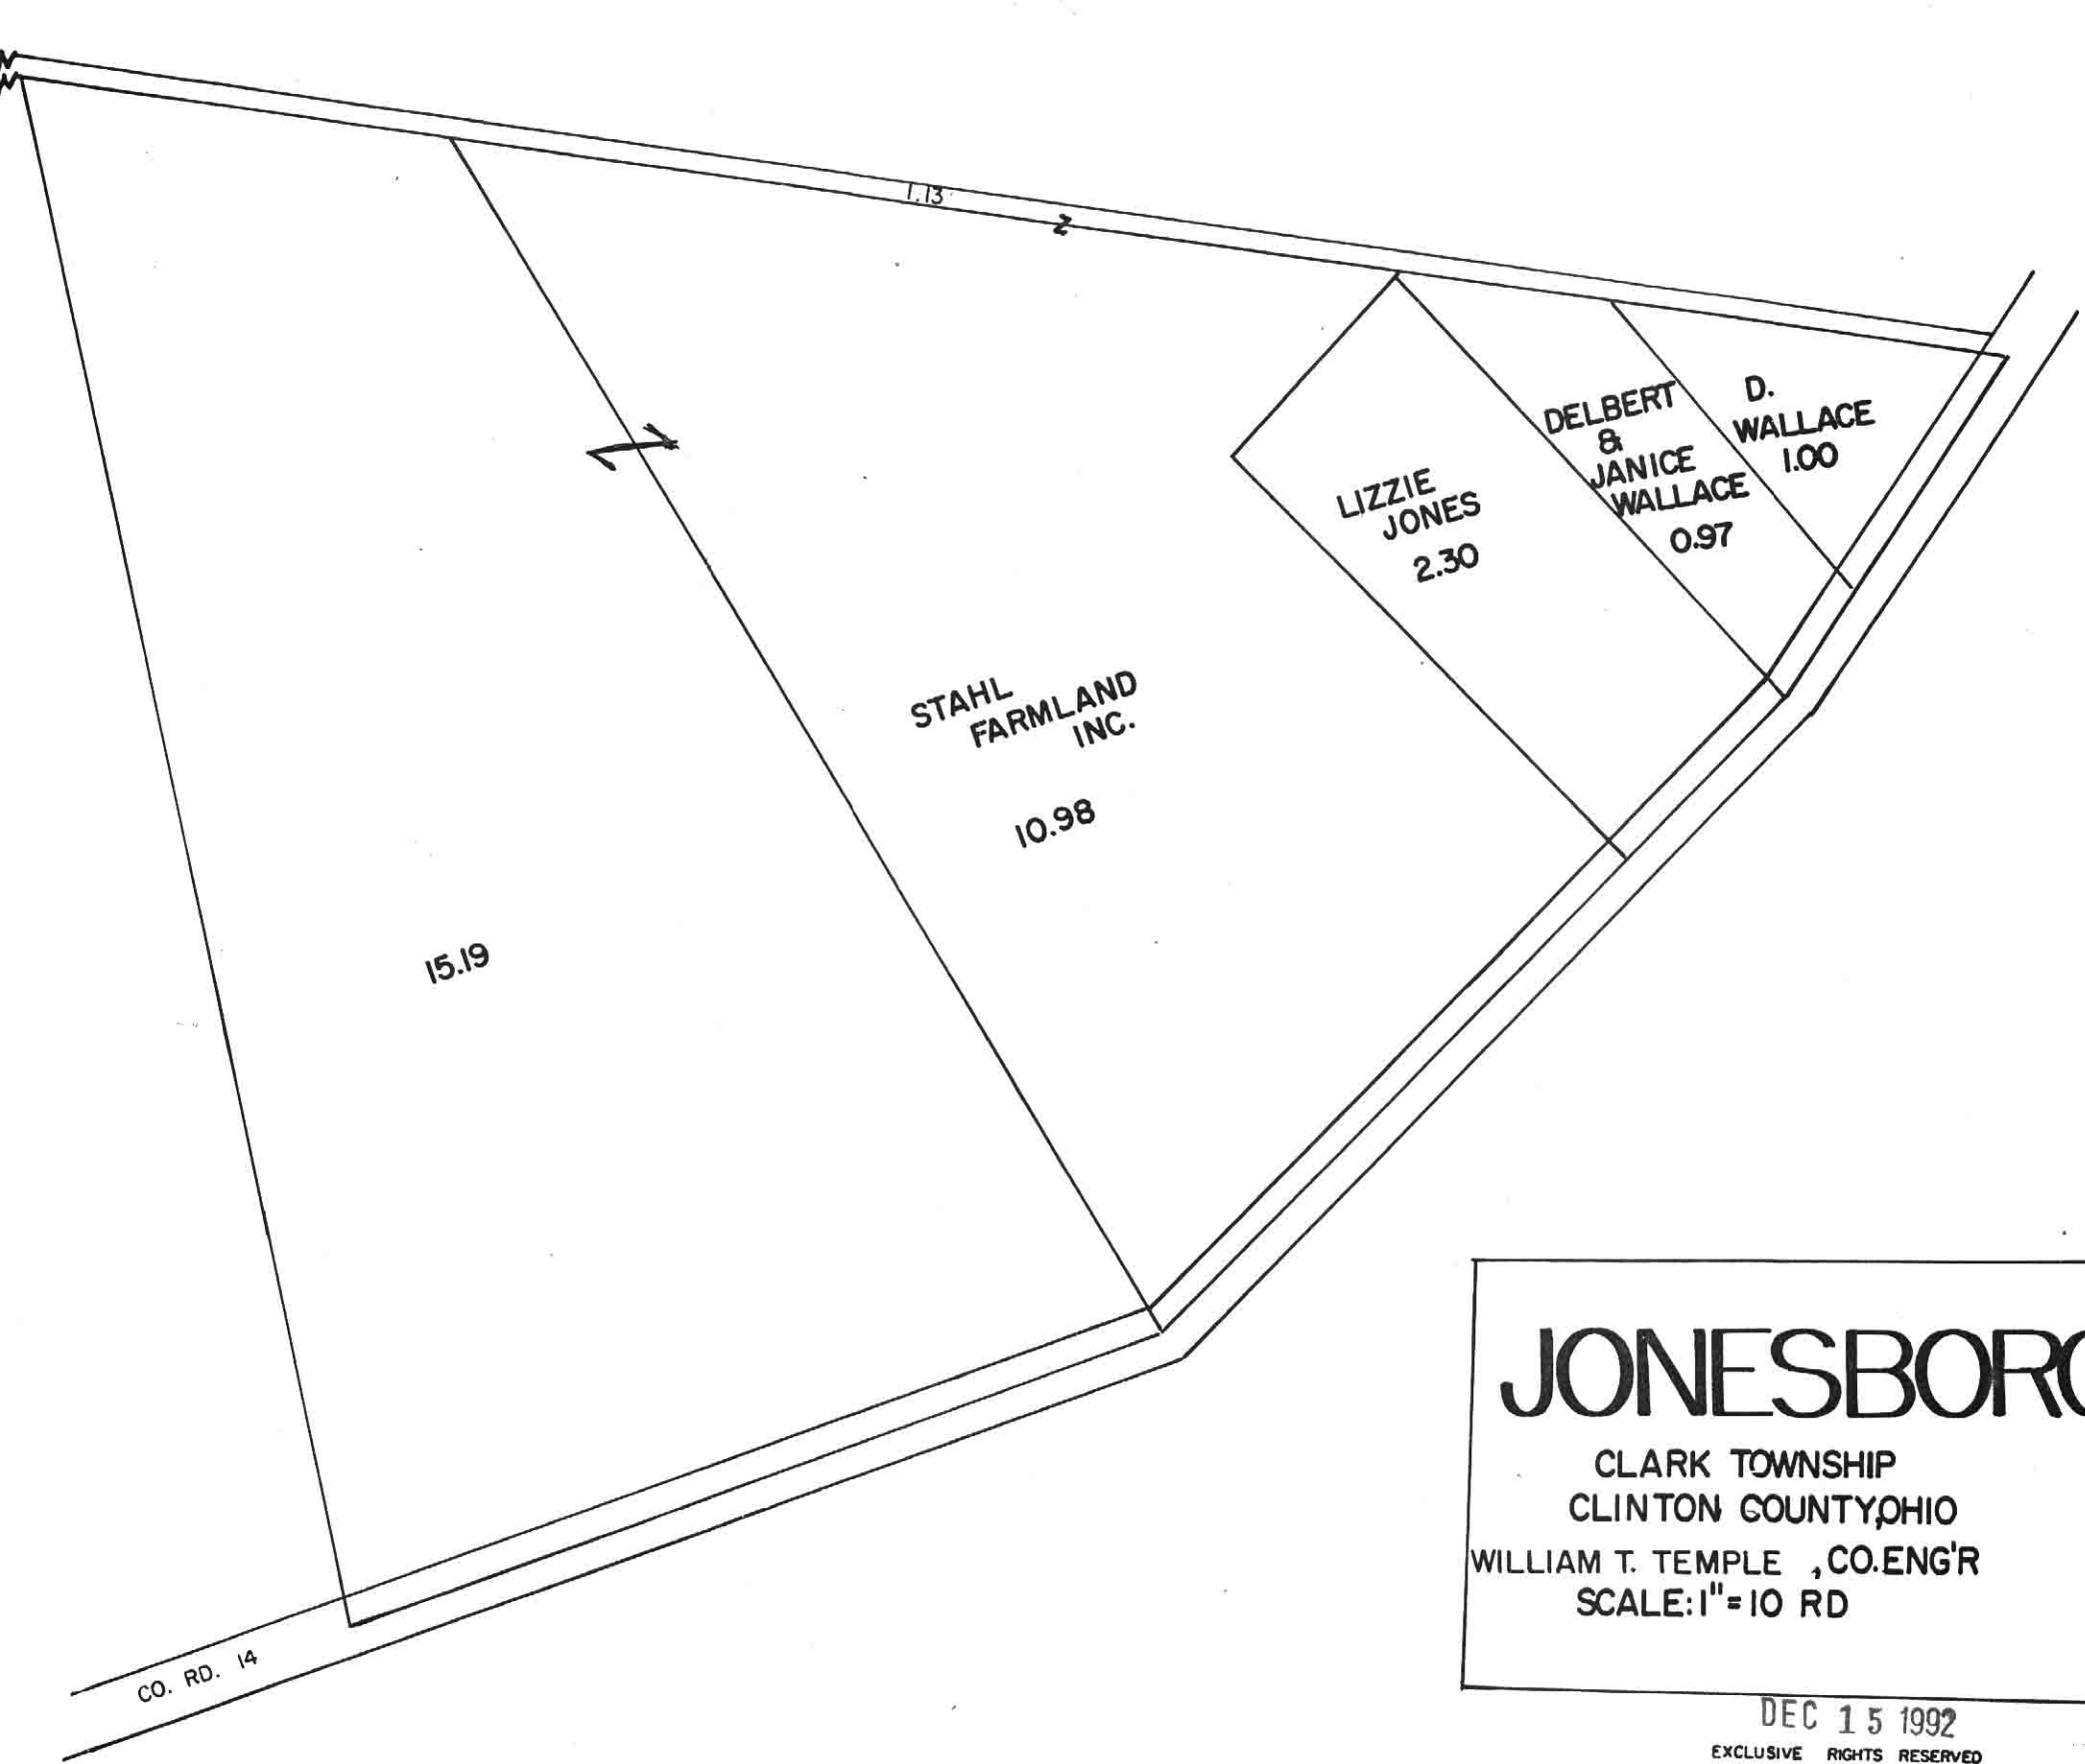 1.13
D.
WALLACE
1.00
DELBERT
&
JANICE
WALLACE
0.97
LIZZIE
JONES
2.30
STAHL
FARMLAND
INC.
10.98
15.19
CO. RD. 14
JONESBORO
CLARK TOWNSHIP
CLINTON COUNTY,OHIO
WILLIAM T. TEMPLE , CO.ENG'R
SCALE: 1"=10 RD
DEC 15 1992
EXCLUSIVE RIGHTS RESERVED